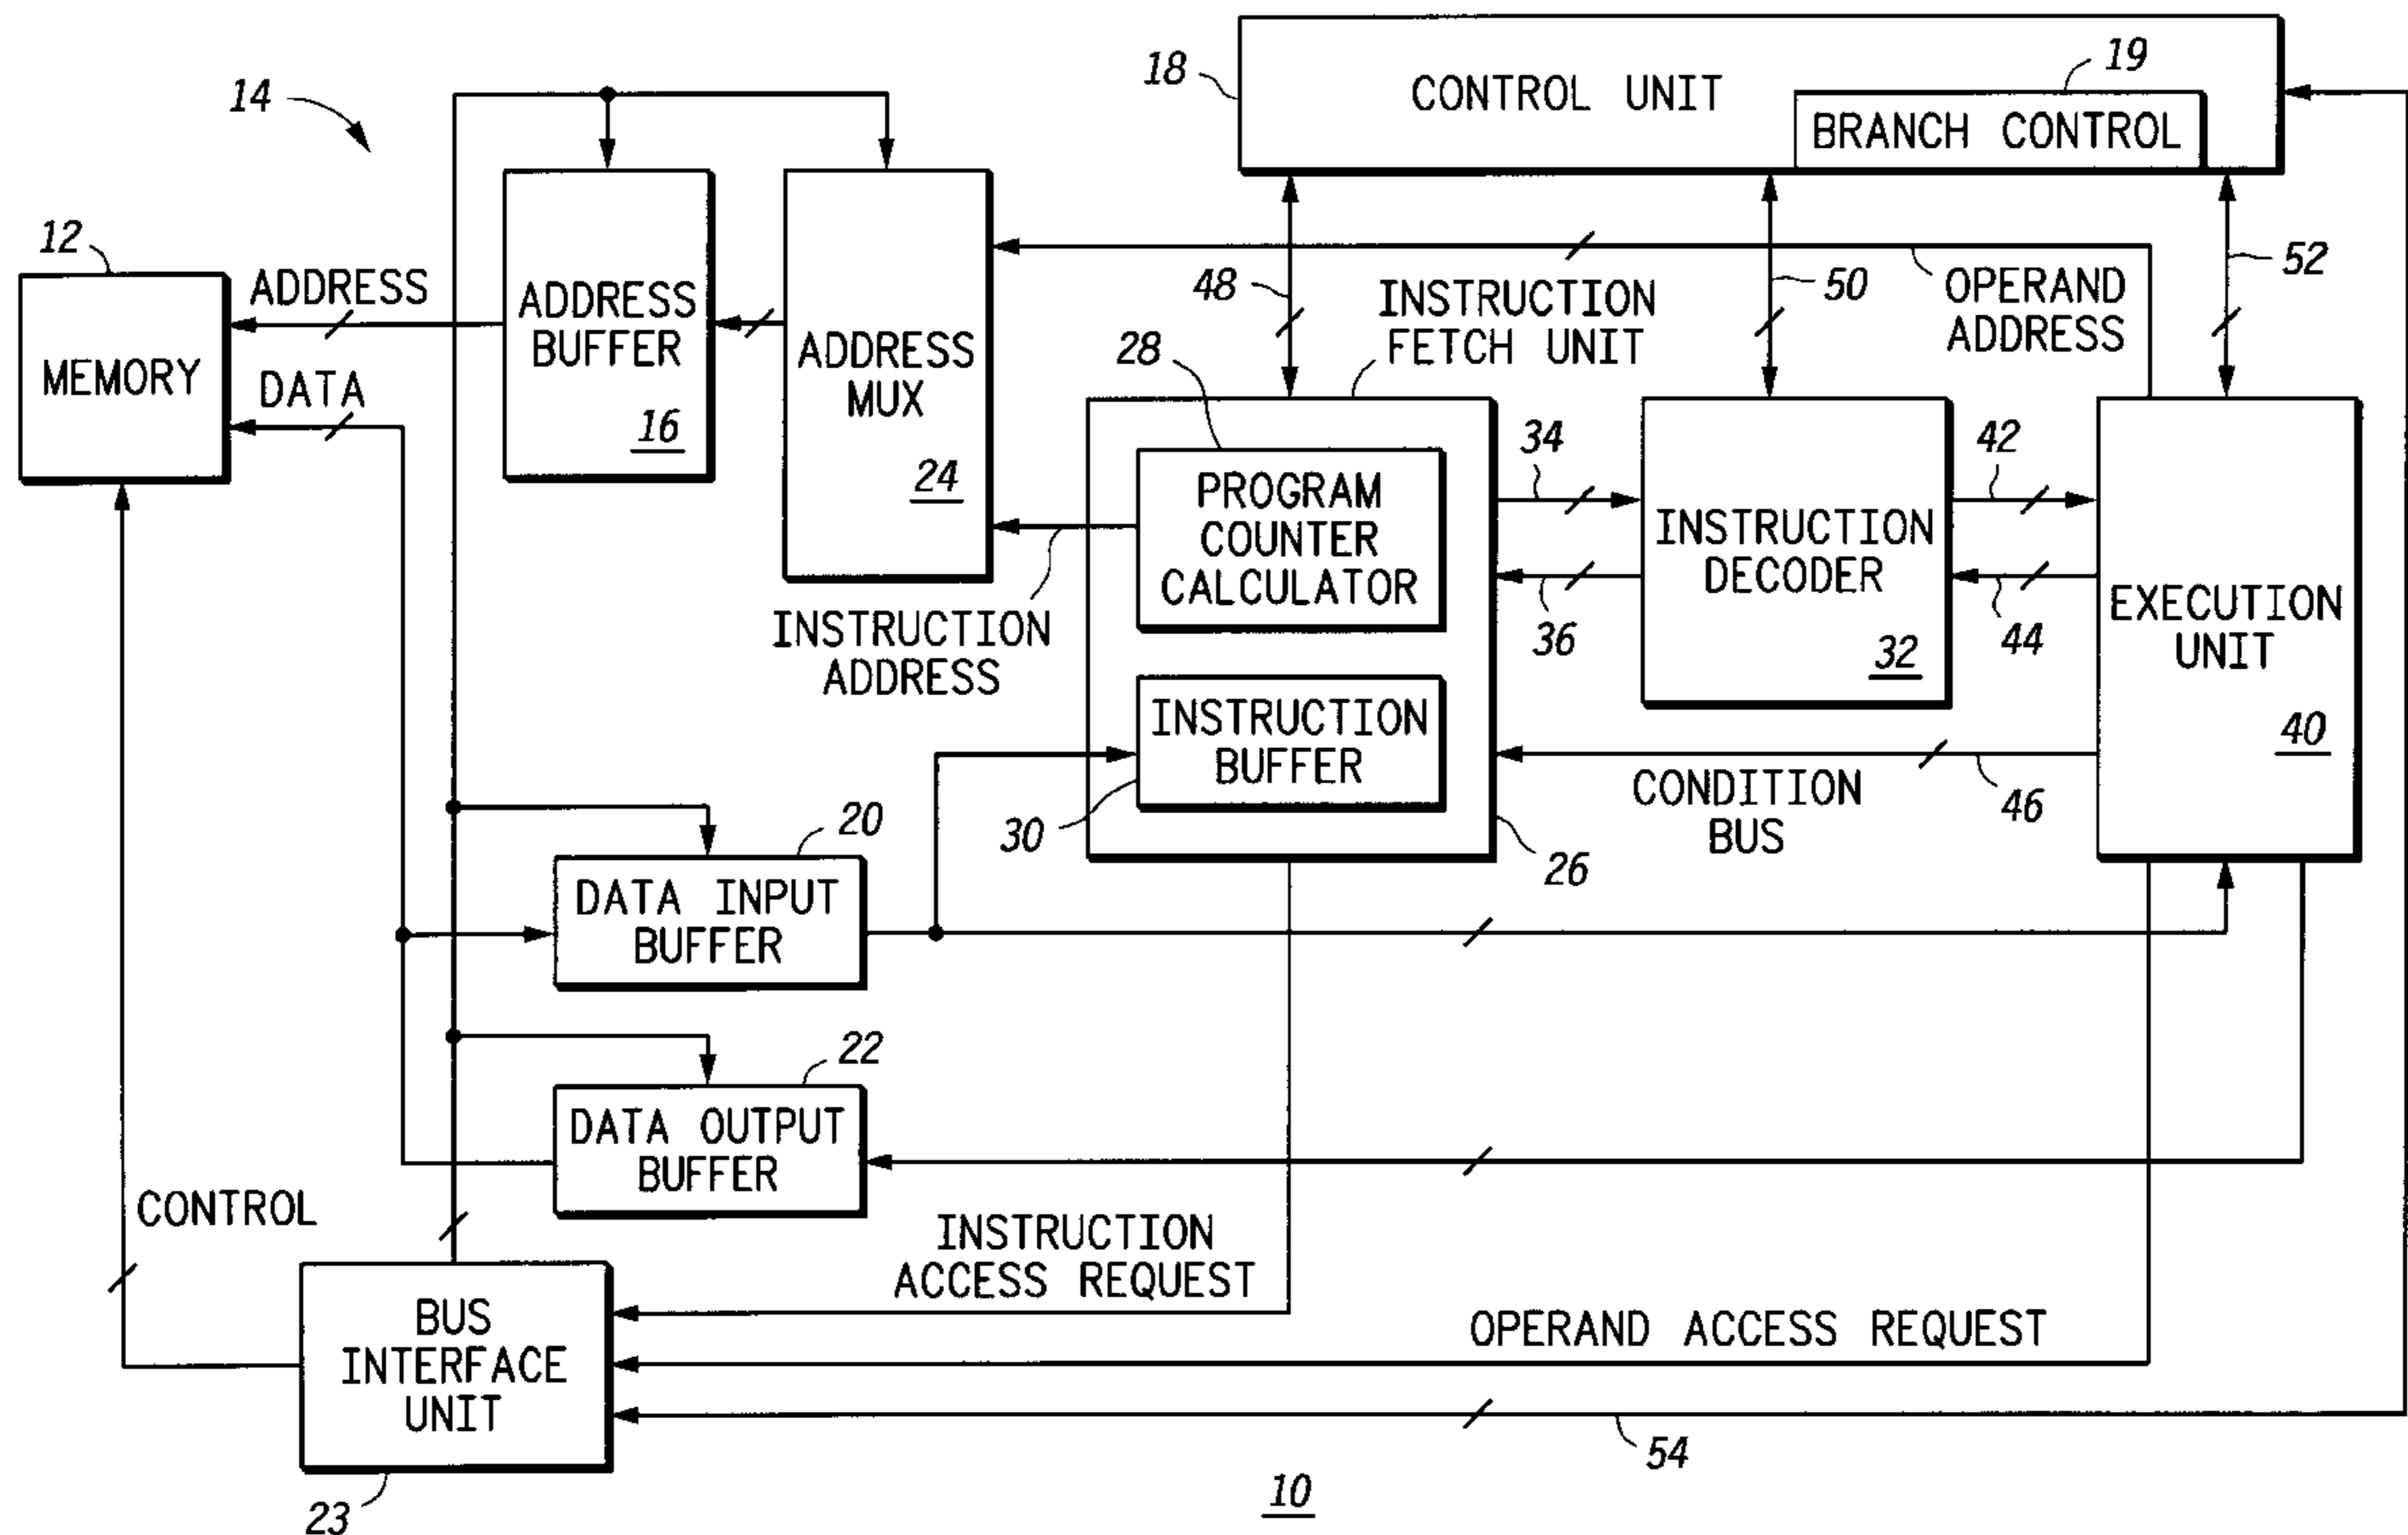 18
CONTROL UNIT
19
BRANCH CONTROL
14
12
MEMORY
ADDRESS
DATA
ADDRESS
BUFFER
16
ADDRESS
MUX
24
48
INSTRUCTION
FETCH UNIT
50
OPERAND
ADDRESS
52
28
PROGRAM
COUNTER
CALCULATOR
INSTRUCTION
ADDRESS
34
36
INSTRUCTION
DECODER
32
42
44
EXECUTION
UNIT
40
INSTRUCTION
BUFFER
30
26
CONDITION
BUS
46
20
DATA INPUT
BUFFER
22
DATA OUTPUT
BUFFER
CONTROL
INSTRUCTION
ACCESS REQUEST
OPERAND ACCESS REQUEST
BUS
INTERFACE
UNIT
23
54
10